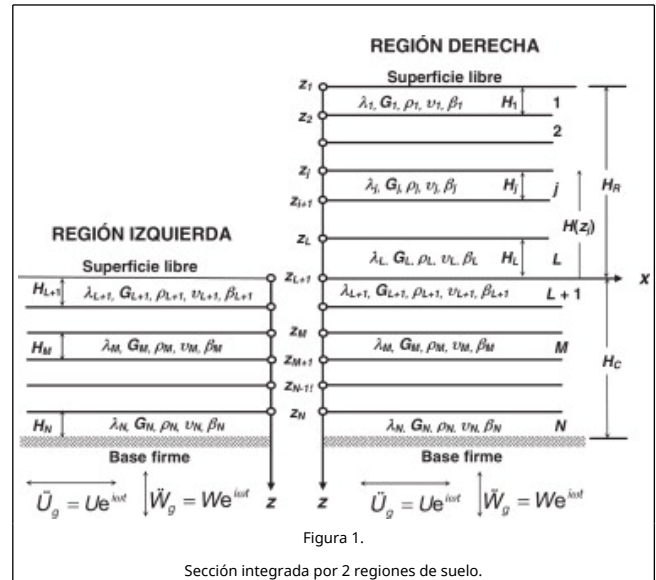 REGIÓN DERECHA
Superficie libre
z1
λ1, G1, ρ1, υ1, β1
H1
1
z2
2
zj
λj, Gj, ρj, υj, βj
Hj
j
HR
zj+1
H(zj)
zL
λL, GL, ρL, υL, βL
HL
L
REGIÓN IZQUIERDA
Superficie libre
zL+1
x
HL+1
λL+1, GL+1, ρL+1, υL+1, βL+1
λL+1, GL+1, ρL+1, υL+1, βL+1
L + 1
zM
HM
λM, GM, ρM, υM, βM
λM, GM, ρM, υM, βM
M
HC
zM+1
zN-1!
zN
HN
λN, GN, ρN, υN, βN
λN, GN, ρN, υN, βN
N
Base firme
Base firme
Üg = Ueiωt
Ẅg = Weiωt
z
z
Üg = Ueiωt
Ẅg = Weiωt
Figura 1.
Sección integrada por 2 regiones de suelo.